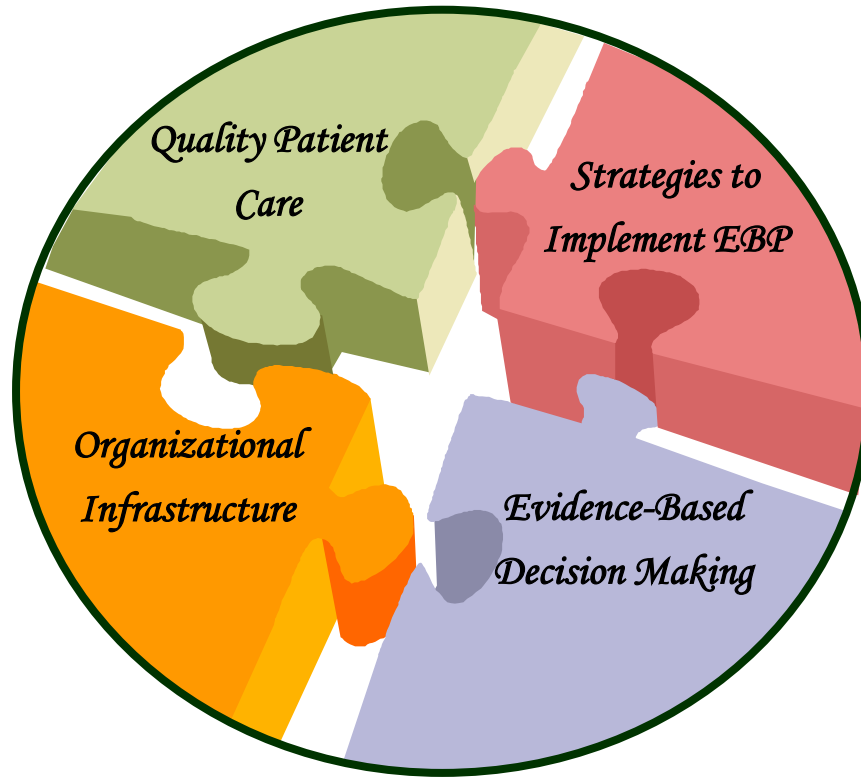 Quality Patient
Care
Strategies to
Implement EBP
Organizational
Infrastructure
Evidence-Based
Decision Making